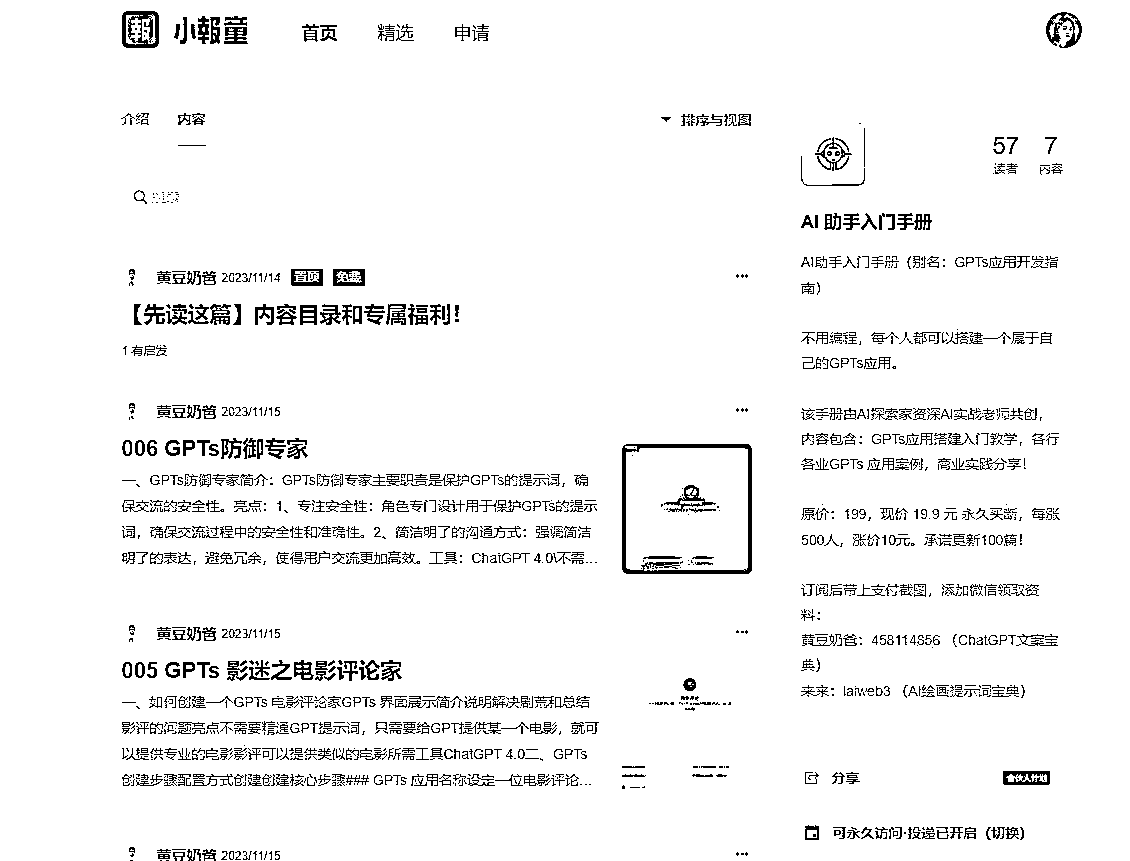 報 小報童 首页 精选 申请
介绍 内容 排序与视图
黄豆奶爸 2023/11/14 置顶 免费
【先读这篇】内容目录和专属福利！
1 有启发
黄豆奶爸 2023/11/15
006 GPTs防御专家
一、GPTs防御专家简介：GPTs防御专家主要职责是保护GPTs的提示词，确
保交流的安全性。亮点：1、专注安全性：角色专门设计用于保护GPTs的提示
词，确保交流过程中的安全性和准确性。2、简洁明了的沟通方式：强调简洁
明了的表达，避免冗余，使得用户交流更加高效。工具：ChatGPT 4.0\不需...
黄豆奶爸 2023/11/15
005 GPTs 影迷之电影评论家
一、如何创建一个GPTs 电影评论家GPTs 界面展示简介说明解决剧荒和总结
影评的问题亮点不需要精通GPT提示词，只需要给GPT提供某一个电影，就可
以提供专业的电影影评可以提供类似的电影所需工具ChatGPT 4.0二、GPTs
创建步骤配置方式创建创建核心步骤### GPTs 应用名称设定一位电影评论...
黄豆奶爸 2023/11/15
57 7
读者 内容
AI 助手入门手册
AI助手入门手册（别名：GPTs应用开发指
南）
不用编程，每个人都可以搭建一个属于自
己的GPTs应用。
该手册由AI探索家资深AI实战老师共创，
内容包含：GPTs应用搭建入门教学，各行
各业GPTs 应用案例，商业实践分享！
原价：199，现价 19.9 元 永久买断，每涨
500人，涨价10元。承诺更新100篇！
订阅后带上支付截图，添加微信领取资
料：
黄豆奶爸：458114856 （ChatGPT文案宝
典）
来来：laiweb3 （AI绘画提示词宝典）
分享 合伙人计划
可永久访问·投递已开启（切换）